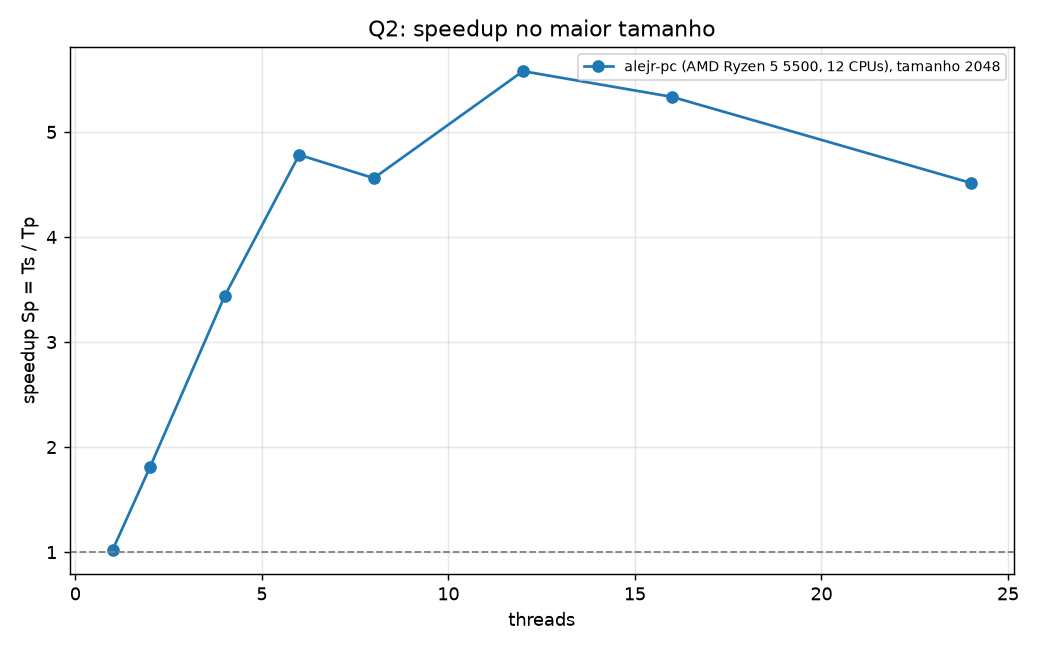 Q2: speedup no maior tamanho
alejr-pc (AMD Ryzen 5 5500, 12 CPUs), tamanho 2048
speedup Sp = Ts / Tp
5
4
3
2
1
0
5
10
15
20
25
threads